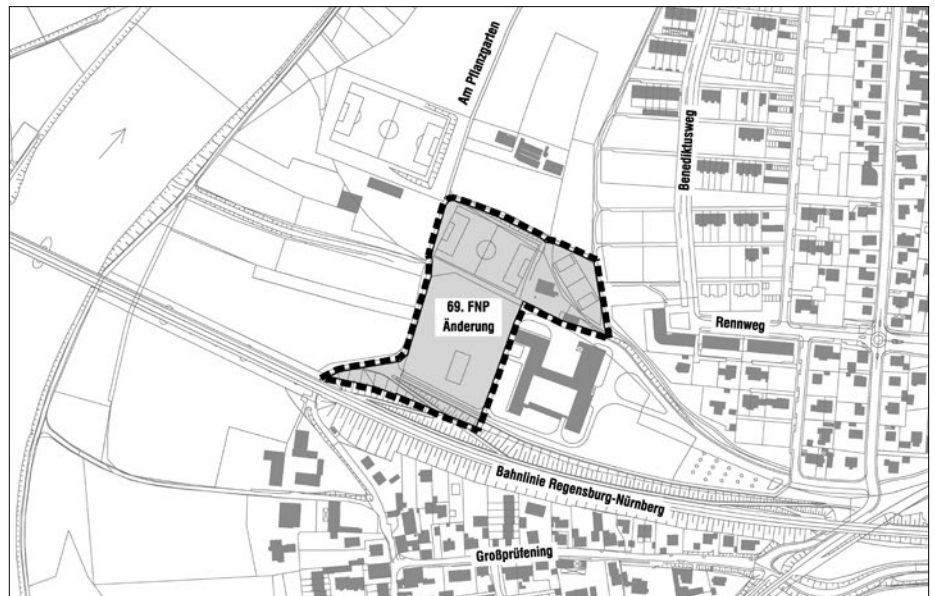 Am Pflanzgarten
Benediktusweg
69. FNP
Änderung
Rennweg
Bahnlinie Regensburg-Nürnberg
Großprüfening